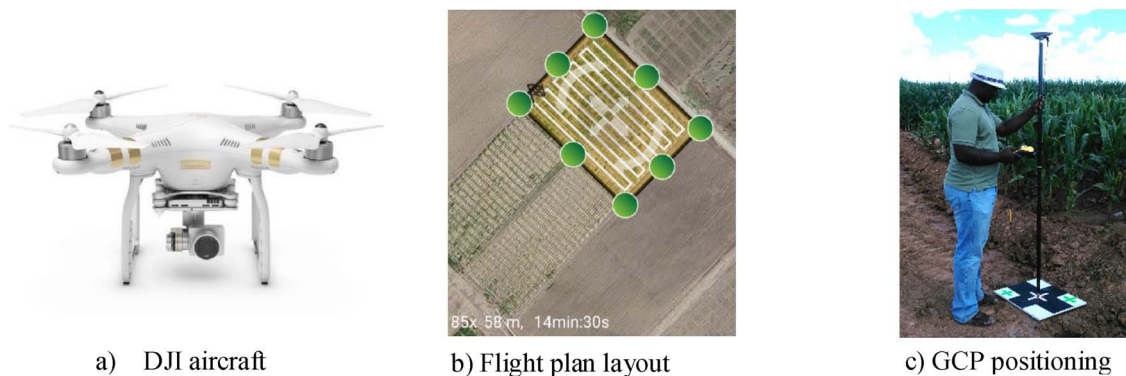 85x 58 m, 14min:30s
a) DJI aircraft
b) Flight plan layout
c) GCP positioning